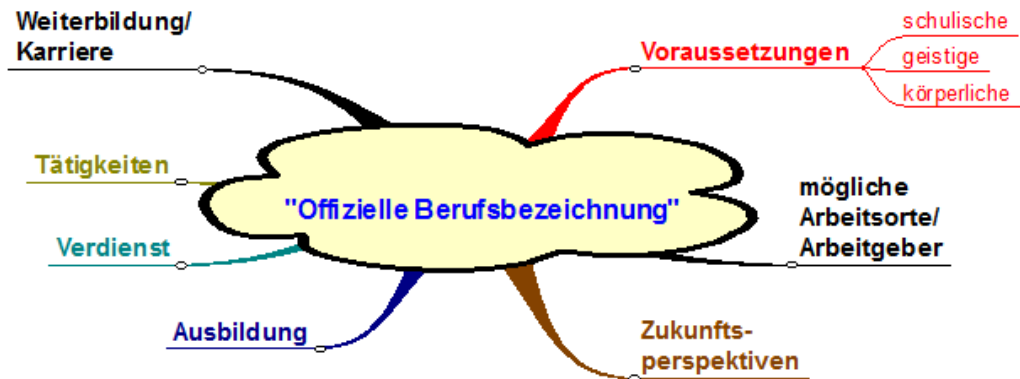 Weiterbildung/
Karriere
Voraussetzungen
schulische
geistige
körperliche
Tätigkeiten
"Offizielle Berufsbezeichnung"
mögliche
Arbeitsorte/
Arbeitgeber
Verdienst
Ausbildung
Zukunfts-
perspektiven